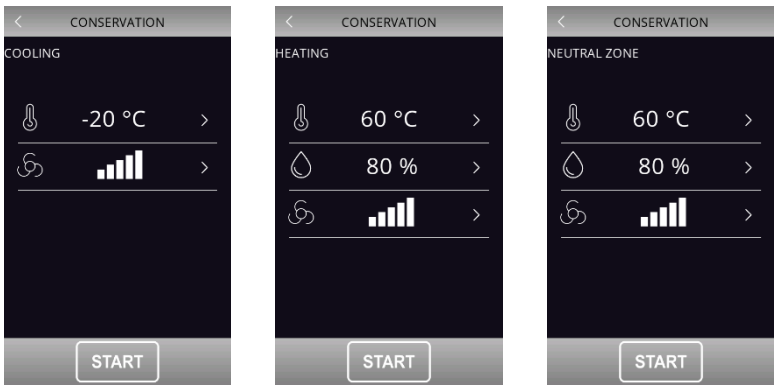 CONSERVATION
COOLING
-20 °C
START
CONSERVATION
HEATING
60 °C
80 %
START
CONSERVATION
NEUTRAL ZONE
60 °C
80 %
START